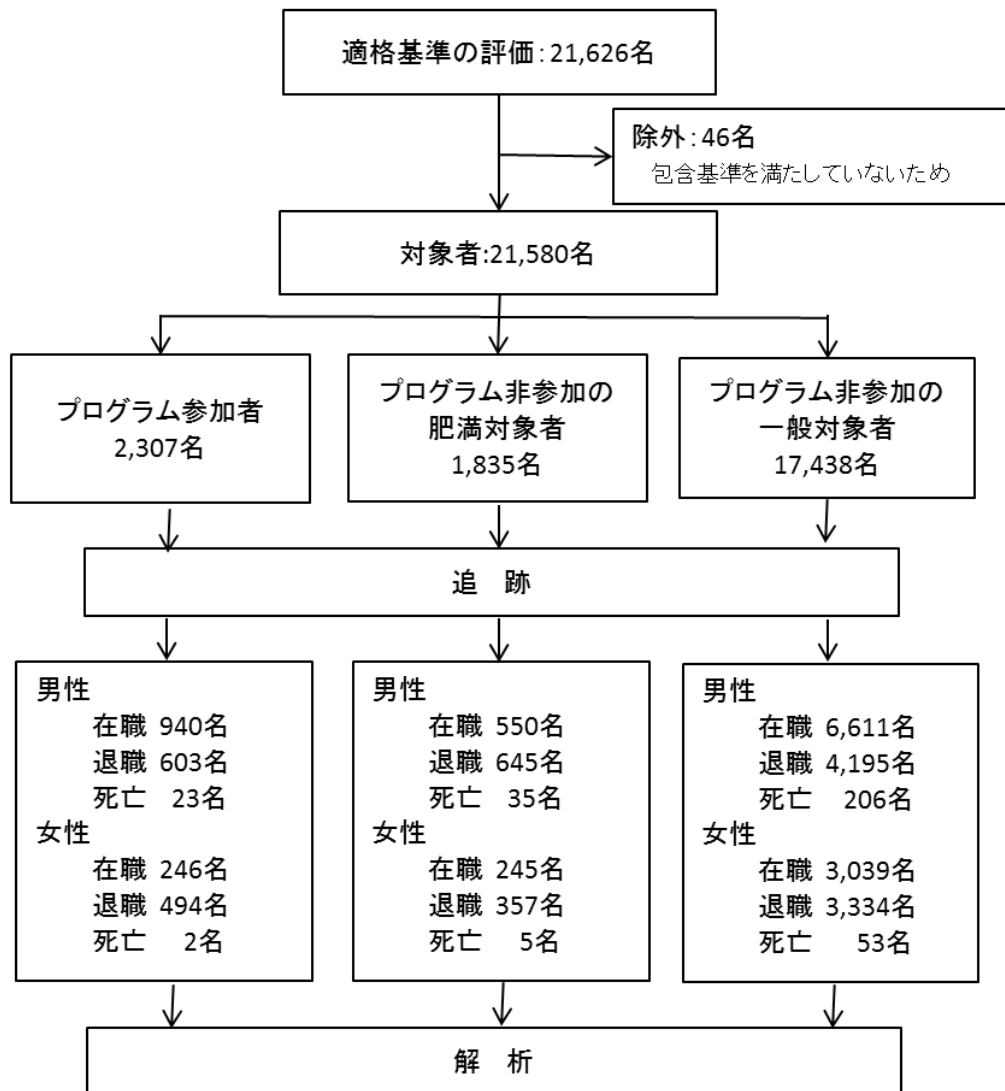 適格基準の評価：21,626名
除外：46名
包含基準を満たしていないため
対象者:21,580名
プログラム参加者
2,307名
プログラム非参加の
肥満対象者
1,835名
プログラム非参加の
一般対象者
17,438名
追　跡
男性
在職 940名
退職 603名
死亡 23名
女性
在職 246名
退職 494名
死亡 2名
男性
在職 550名
退職 645名
死亡 35名
女性
在職 245名
退職 357名
死亡 5名
男性
在職 6,611名
退職 4,195名
死亡 206名
女性
在職 3,039名
退職 3,334名
死亡 53名
解　析